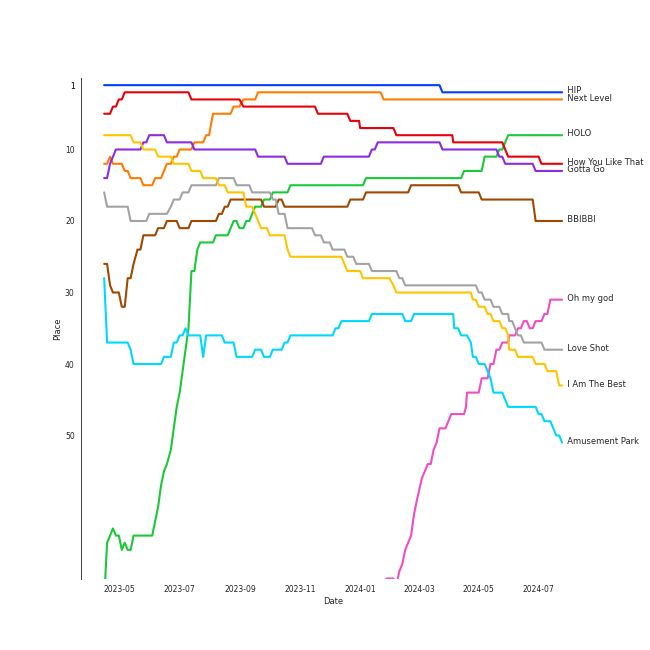 1
10
20
30
40
50
Place
2023-05
2023-07
2023-09
2023-11
2024-01
2024-03
2024-05
2024-07
Date
HIP
Next Level
HOLO
How You Like That
Gotta Go
BBIBBI
Oh my god
Love Shot
I Am The Best
Amusement Park